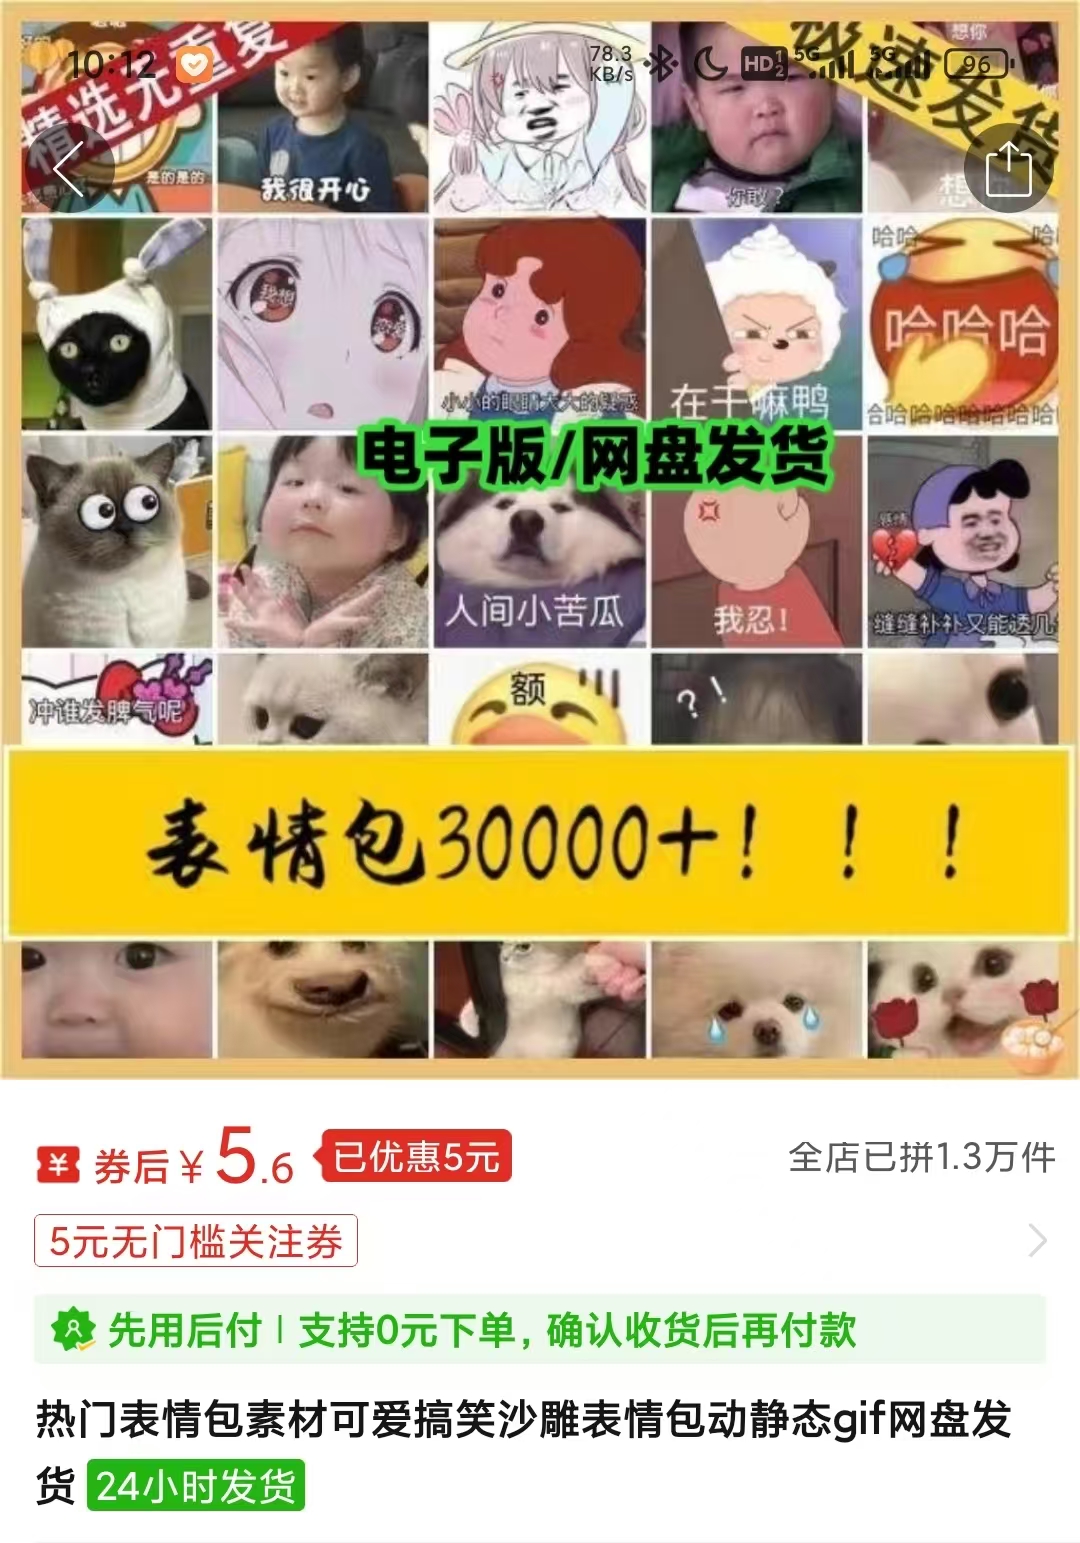 10:12
78.3
KB/s
HD
1
2
5G
5G
96
精选无重复
极速发货
想你
是的是的
我很开心
你敢？
想
我想
小小的眼睛大大的疑惑
在干嘛鸭
哈哈
哈
哈哈哈
哈哈哈哈哈哈哈哈哈
电子版/网盘发货
人间小苦瓜
我忍！
感情
缝缝补补又能透几
冲谁发脾气呢
额
？！
表情包30000+！！！
券后¥5.6
已优惠5元
全店已拼1.3万件
5元无门槛关注券
先用后付 | 支持0元下单，确认收货后再付款
热门表情包素材可爱搞笑沙雕表情包动静态gif网盘发
货 24小时发货